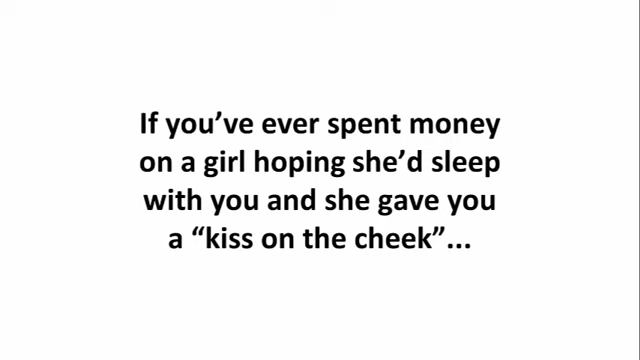 If you’ve ever spent money
on a girl hoping she’d sleep
with you and she gave you
a “kiss on the cheek”...